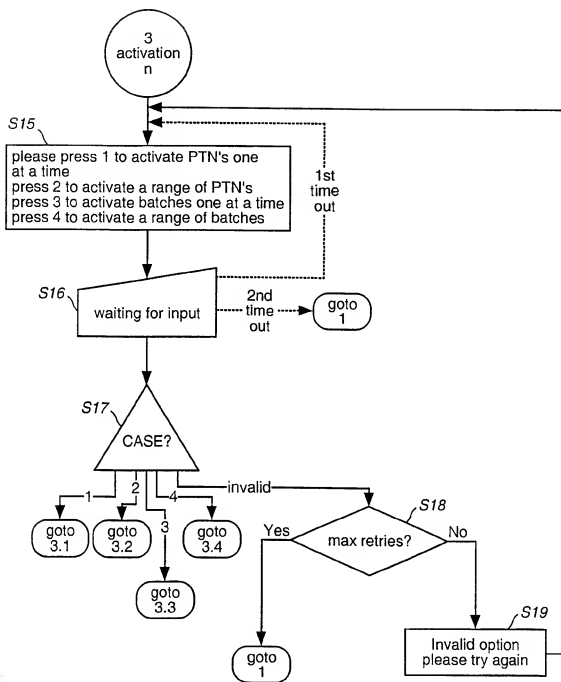 3
activation
n
S15
please press 1 to activate PTN's one
at a time
press 2 to activate a range of PTN's
press 3 to activate batches one at a time
press 4 to activate a range of batches
1st
time
out
S16
waiting for input
2nd
time
out
goto
1
S17
CASE?
1
2
3
4
invalid
goto
3.1
goto
3.2
goto
3.3
goto
3.4
S18
max retries?
Yes
No
goto
1
S19
Invalid option
please try again